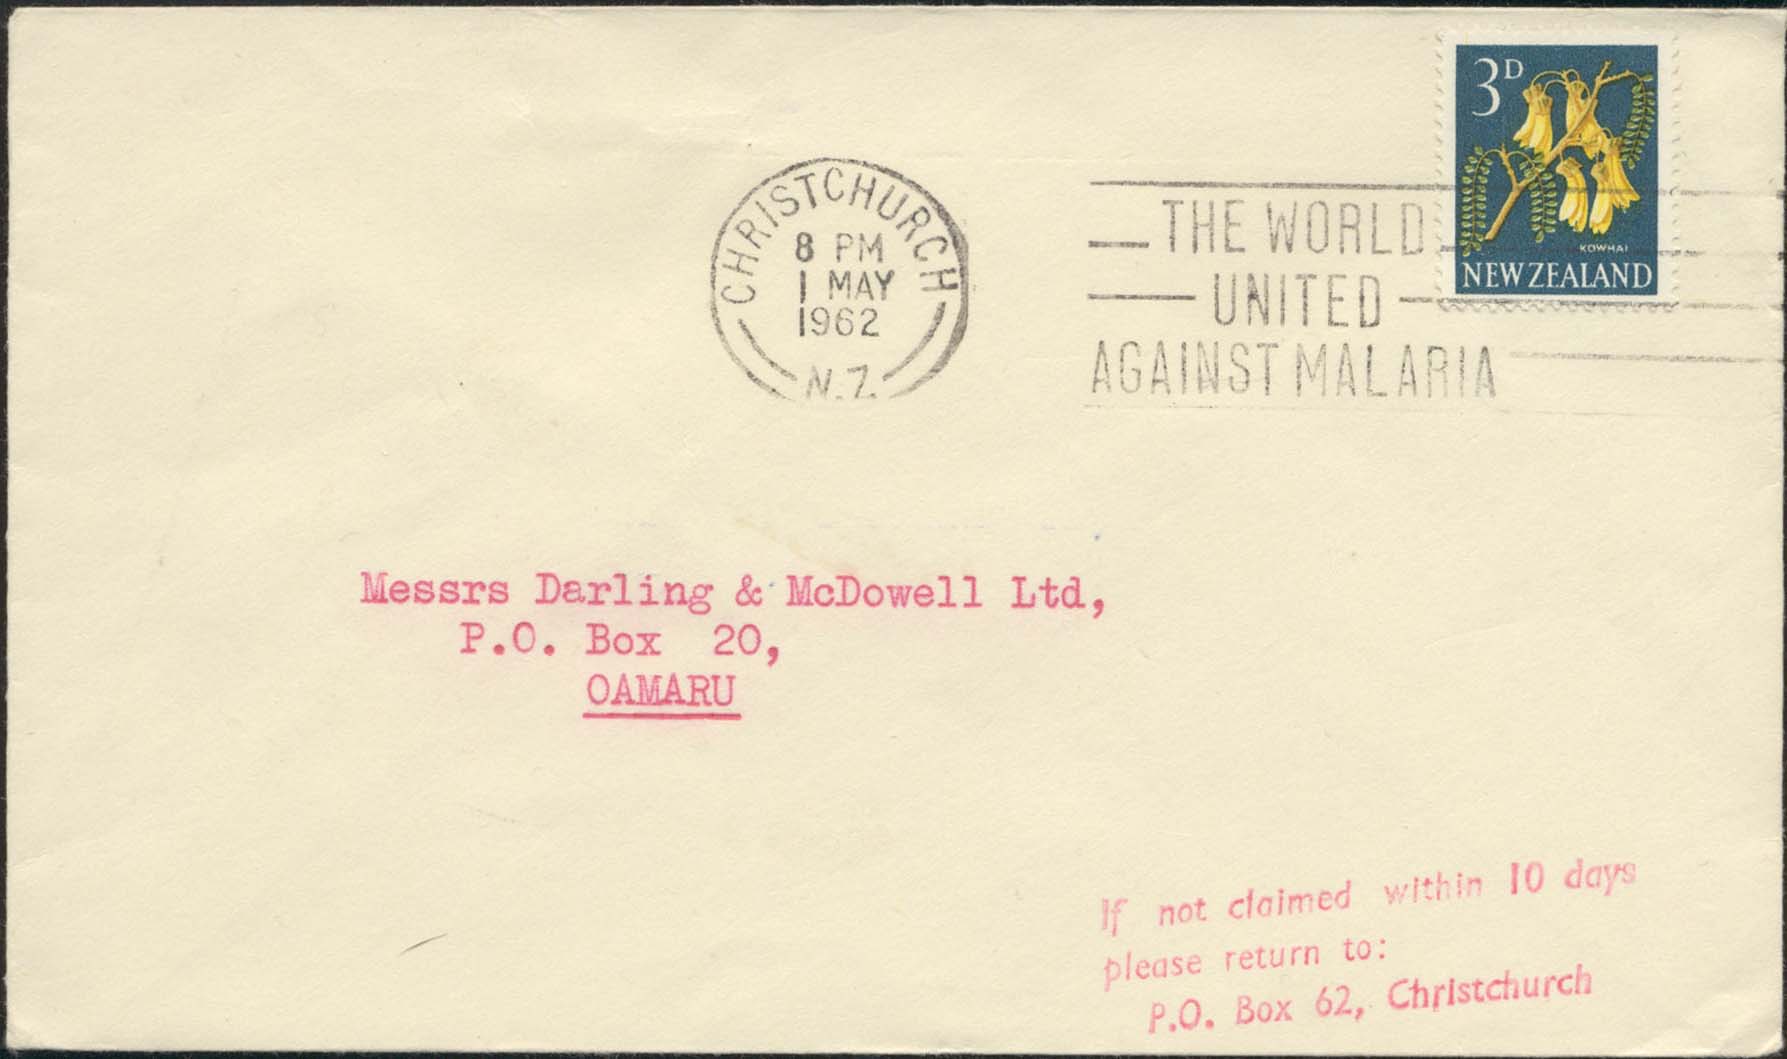 3D
KOWHAI
NEW ZEALAND
CHRISTCHURCH
8 PM
1 MAY
1962
N.Z.
THE WORLD
UNITED
AGAINST MALARIA
Messrs Darling & McDowell Ltd,
P.O. Box 20,
OAMARU
If not claimed within 10 days
please return to:
P.O. Box 62, Christchurch